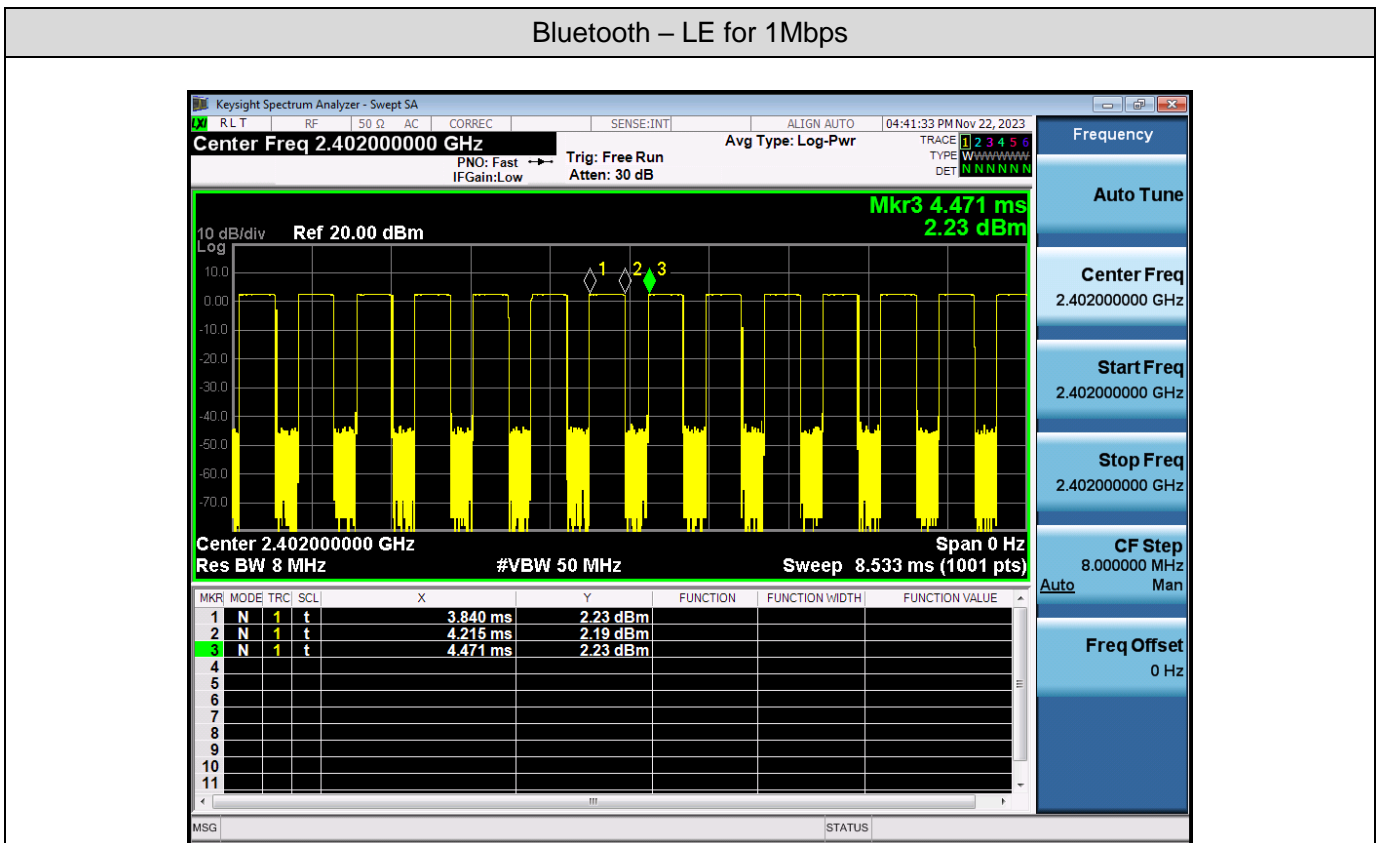 Bluetooth – LE for 1Mbps
Keysight Spectrum Analyzer - Swept SA
LXI RLT RF 50 Ω AC CORREC SENSE:INT ALIGN AUTO 04:41:33 PM Nov 22, 2023
Center Freq 2.402000000 GHz
PNO: Fast
IFGain:Low
Trig: Free Run
Atten: 30 dB
Avg Type: Log-Pwr
TRACE 1 2 3 4 5 6
TYPE WWWWWW
DET N N N N N N
Mkr3 4.471 ms
2.23 dBm
10 dB/div Ref 20.00 dBm
Log
10.0
0.00
-10.0
-20.0
-30.0
-40.0
-50.0
-60.0
-70.0
1 2 3
Center 2.402000000 GHz Span 0 Hz
Res BW 8 MHz #VBW 50 MHz Sweep 8.533 ms (1001 pts)
MKR MODE TRC SCL X Y FUNCTION FUNCTION WIDTH FUNCTION VALUE
1 N 1 t 3.840 ms 2.23 dBm
2 N 1 t 4.215 ms 2.19 dBm
3 N 1 t 4.471 ms 2.23 dBm
4
5
6
7
8
9
10
11
MSG STATUS
Frequency
Auto Tune
Center Freq
2.402000000 GHz
Start Freq
2.402000000 GHz
Stop Freq
2.402000000 GHz
CF Step
8.000000 MHz
Auto Man
Freq Offset
0 Hz